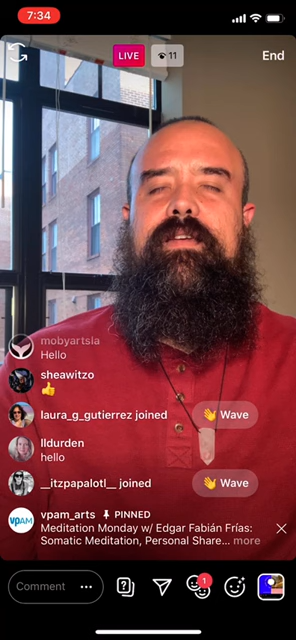 7:34
LIVE
11
End
mobyartsla
Hello
sheawitzo
👍
laura_g_gutierrez joined
👋 Wave
lldurden
hello
__itzpapalotl__ joined
👋 Wave
VPAM
vpam_arts PINNED
Meditation Monday w/ Edgar Fabián Frías:
Somatic Meditation, Personal Share... more
Comment
1